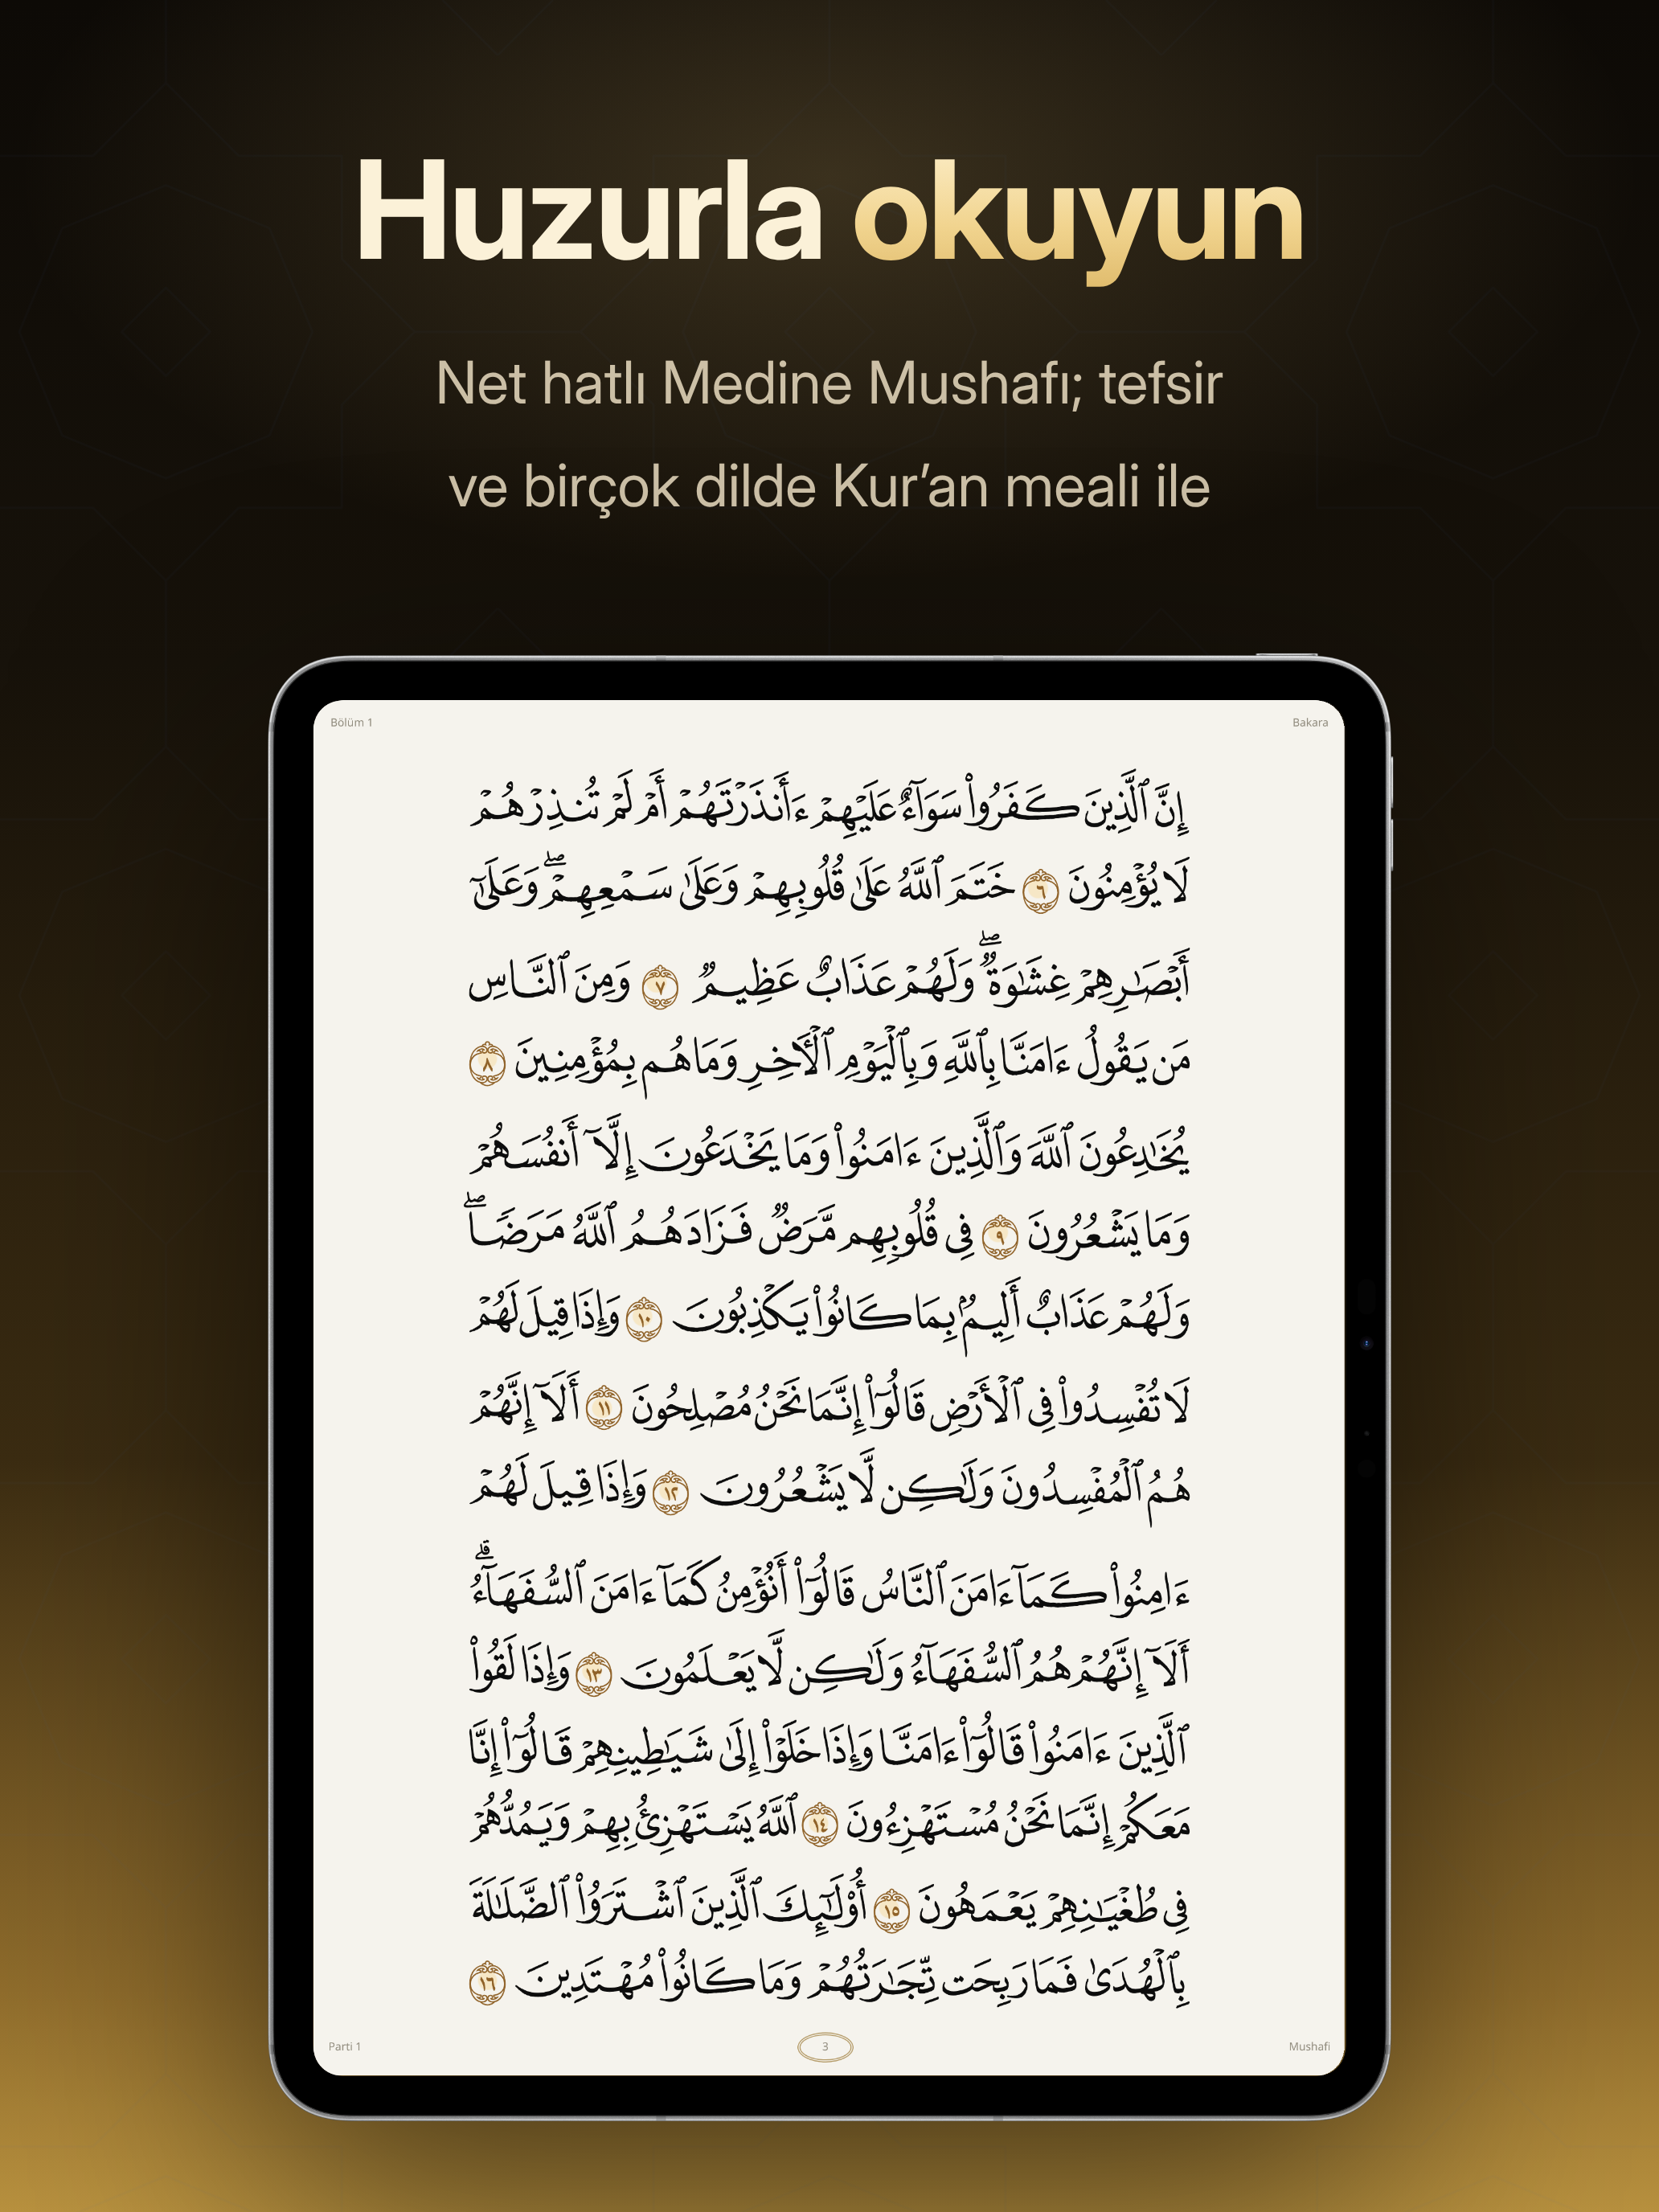 Huzurla okuyun
Net hatlı Medine Mushafı; tefsir
ve birçok dilde Kur’an meali ile
Bölüm 1
Bakara
إِنَّ ٱلَّذِينَ كَفَرُوا۟ سَوَآءٌ عَلَيْهِمْ ءَأَنذَرْتَهُمْ أَمْ لَمْ تُنذِرْهُمْ
لَا يُؤْمِنُونَ ٦ خَتَمَ ٱللَّهُ عَلَىٰ قُلُوبِهِمْ وَعَلَىٰ سَمْعِهِمْ ۖ وَعَلَىٰٓ
أَبْصَـٰرِهِمْ غِشَـٰوَةٌ ۖ وَلَهُمْ عَذَابٌ عَظِيمٌ ٧ وَمِنَ ٱلنَّاسِ
مَن يَقُولُ ءَامَنَّا بِٱللَّهِ وَبِٱلْيَوْمِ ٱلْـَٔاخِرِ وَمَا هُم بِمُؤْمِنِينَ ٨
يُخَـٰدِعُونَ ٱللَّهَ وَٱلَّذِينَ ءَامَنُوا۟ وَمَا يَخْدَعُونَ إِلَّآ أَنفُسَهُمْ
وَمَا يَشْعُرُونَ ٩ فِى قُلُوبِهِم مَّرَضٌ فَزَادَهُمُ ٱللَّهُ مَرَضًا ۖ
وَلَهُمْ عَذَابٌ أَلِيمٌۢ بِمَا كَانُوا۟ يَكْذِبُونَ ١٠ وَإِذَا قِيلَ لَهُمْ
لَا تُفْسِدُوا۟ فِى ٱلْأَرْضِ قَالُوٓا۟ إِنَّمَا نَحْنُ مُصْلِحُونَ ١١ أَلَآ إِنَّهُمْ
هُمُ ٱلْمُفْسِدُونَ وَلَـٰكِن لَّا يَشْعُرُونَ ١٢ وَإِذَا قِيلَ لَهُمْ
ءَامِنُوا۟ كَمَآ ءَامَنَ ٱلنَّاسُ قَالُوٓا۟ أَنُؤْمِنُ كَمَآ ءَامَنَ ٱلسُّفَهَآءُ ۗ
أَلَآ إِنَّهُمْ هُمُ ٱلسُّفَهَآءُ وَلَـٰكِن لَّا يَعْلَمُونَ ١٣ وَإِذَا لَقُوا۟
ٱلَّذِينَ ءَامَنُوا۟ قَالُوٓا۟ ءَامَنَّا وَإِذَا خَلَوْا۟ إِلَىٰ شَيَـٰطِينِهِمْ قَالُوٓا۟ إِنَّا
مَعَكُمْ إِنَّمَا نَحْنُ مُسْتَهْزِءُونَ ١٤ ٱللَّهُ يَسْتَهْزِئُ بِهِمْ وَيَمُدُّهُمْ
فِى طُغْيَـٰنِهِمْ يَعْمَهُونَ ١٥ أُو۟لَـٰٓئِكَ ٱلَّذِينَ ٱشْتَرَوُا۟ ٱلضَّلَـٰلَةَ
بِٱلْهُدَىٰ فَمَا رَبِحَت تِّجَـٰرَتُهُمْ وَمَا كَانُوا۟ مُهْتَدِينَ ١٦
Parti 1
3
Mushafi